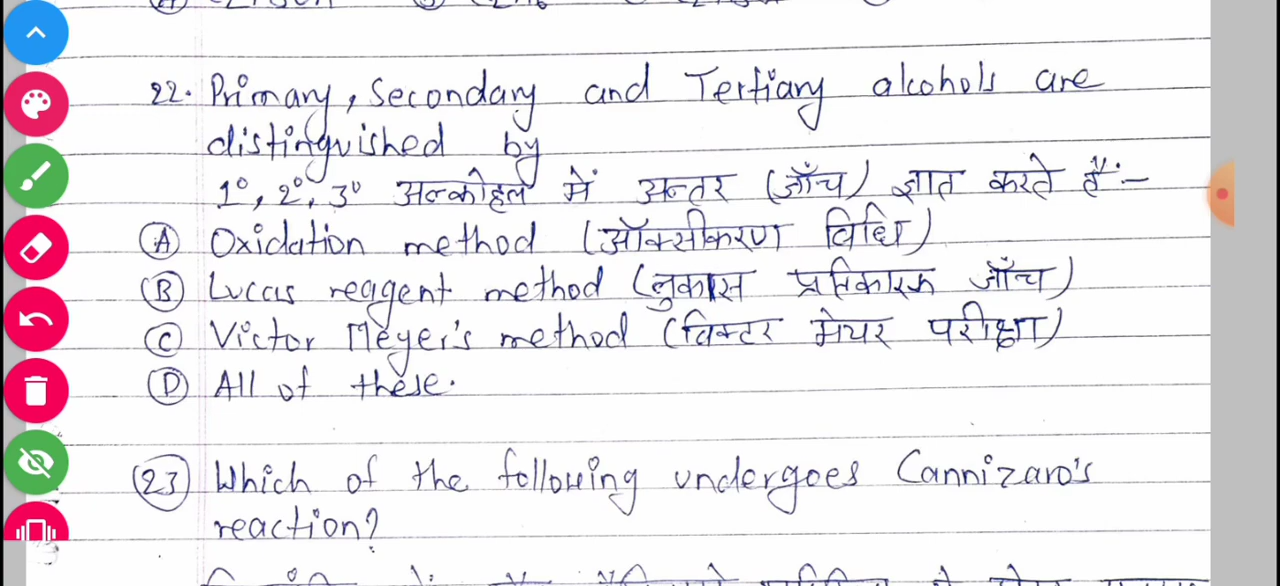 22. Primary, Secondary and Tertiary alcohols are
distinguished by
1°, 2°, 3° अल्कोहल में अन्तर (जाँच) ज्ञात करते हैं:-
(A) Oxidation method (ऑक्सीकरण विधि)
(B) Lucas reagent method (लुकास प्रतिकारक जाँच)
(C) Victor Meyer's method (विक्टर मेयर परीक्षा)
(D) All of these.
(23) Which of the following undergoes Cannizaro's
reaction?